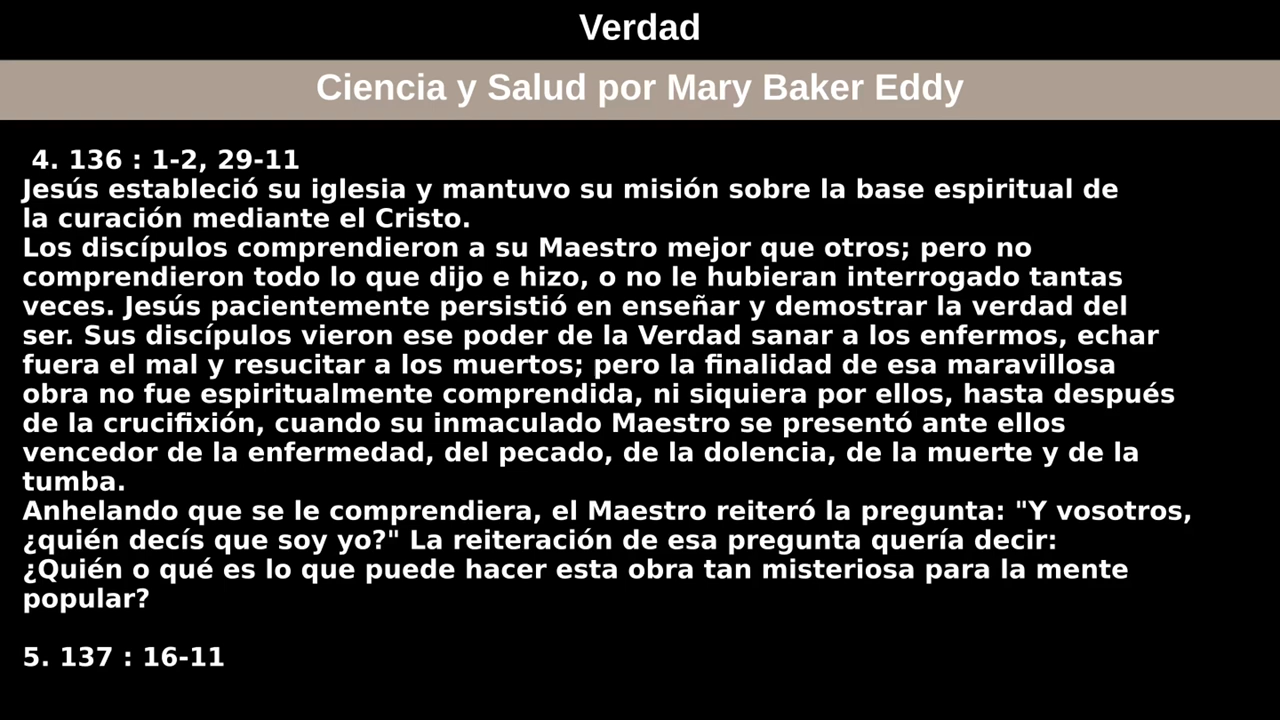 Verdad
Ciencia y Salud por Mary Baker Eddy
4. 136 : 1-2, 29-11
Jesús estableció su iglesia y mantuvo su misión sobre la base espiritual de
la curación mediante el Cristo.
Los discípulos comprendieron a su Maestro mejor que otros; pero no
comprendieron todo lo que dijo e hizo, o no le hubieran interrogado tantas
veces. Jesús pacientemente persistió en enseñar y demostrar la verdad del
ser. Sus discípulos vieron ese poder de la Verdad sanar a los enfermos, echar
fuera el mal y resucitar a los muertos; pero la finalidad de esa maravillosa
obra no fue espiritualmente comprendida, ni siquiera por ellos, hasta después
de la crucifixión, cuando su inmaculado Maestro se presentó ante ellos
vencedor de la enfermedad, del pecado, de la dolencia, de la muerte y de la
tumba.
Anhelando que se le comprendiera, el Maestro reiteró la pregunta: "Y vosotros,
¿quién decís que soy yo?" La reiteración de esa pregunta quería decir:
¿Quién o qué es lo que puede hacer esta obra tan misteriosa para la mente
popular?
5. 137 : 16-11